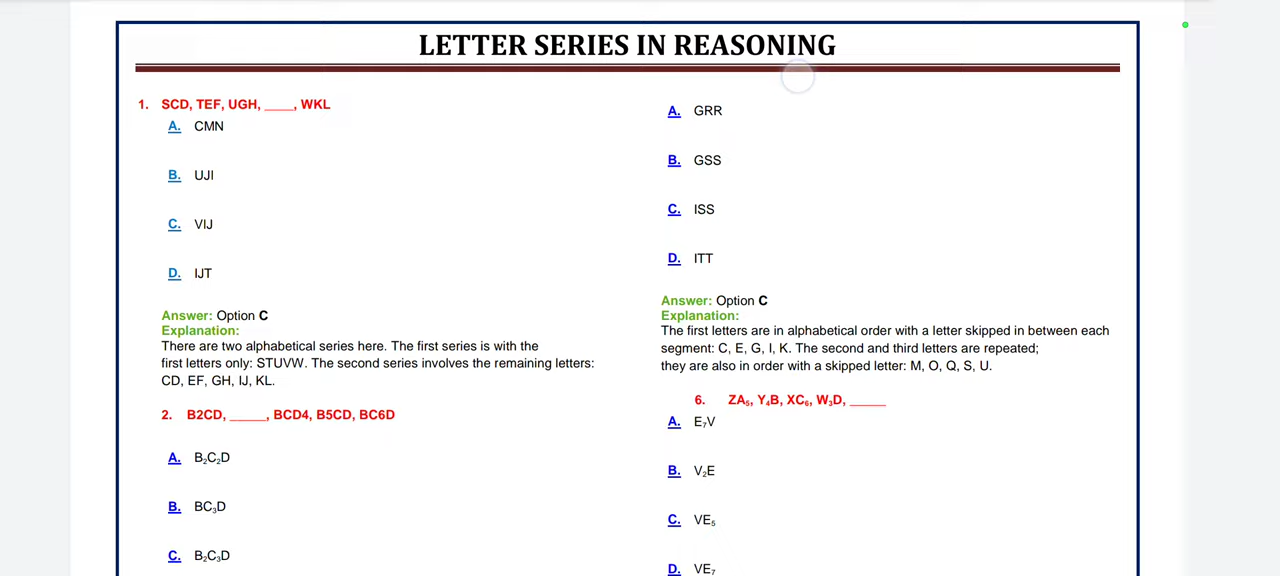 LETTER SERIES IN REASONING
1. SCD, TEF, UGH, ____, WKL
A. CMN
B. UJI
C. VIJ
D. IJT
Answer: Option C
Explanation:
There are two alphabetical series here. The first series is with the
first letters only: STUVW. The second series involves the remaining letters:
CD, EF, GH, IJ, KL.
2. B2CD, _____, BCD4, B5CD, BC6D
A. B₂C₂D
B. BC₃D
C. B₂C₃D
A. GRR
B. GSS
C. ISS
D. ITT
Answer: Option C
Explanation:
The first letters are in alphabetical order with a letter skipped in between each
segment: C, E, G, I, K. The second and third letters are repeated;
they are also in order with a skipped letter: M, O, Q, S, U.
6. ZA₅, Y₄B, XC₆, W₃D, _____
A. E₇V
B. V₂E
C. VE₅
D. VE₇